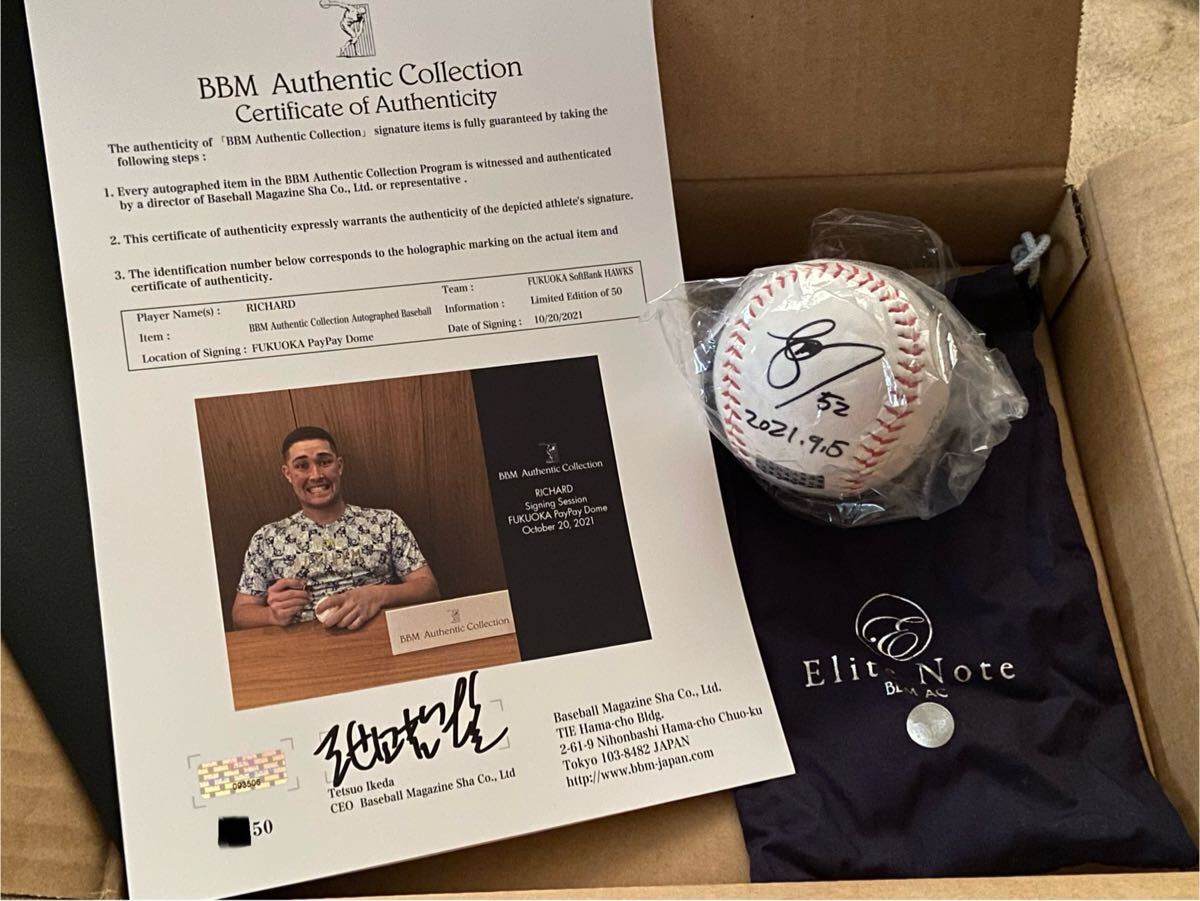 BBM Authentic Collection
Certificate of Authenticity
The authenticity of「BBM Authentic Collection」signature items is fully guaranteed by taking the
following steps :
1. Every autographed item in the BBM Authentic Collection Program is witnessed and authenticated
by a director of Baseball Magazine Sha Co., Ltd. or representative .
2. This certificate of authenticity expressly warrants the authenticity of the depicted athlete's signature.
3. The identification number below corresponds to the holographic marking on the actual item and
certificate of authenticity.
Player Name(s) : RICHARD Team : FUKUOKA SoftBank HAWKS
Item : BBM Authentic Collection Autographed Baseball Information : Limited Edition of 50
Location of Signing : FUKUOKA PayPay Dome Date of Signing : 10/20/2021
BBM Authentic Collection
RICHARD
Signing Session
FUKUOKA PayPay Dome
October 20, 2021
BBM Authentic Collection
Tetsuo Ikeda
CEO Baseball Magazine Sha Co., Ltd
Baseball Magazine Sha Co., Ltd.
TIE Hama-cho Bldg.
2-61-9 Nihonbashi Hama-cho Chuo-ku
Tokyo 103-8482 JAPAN
http://www.bbm-japan.com
50
52
2021.9.5
E
Elite Note
BBM AC